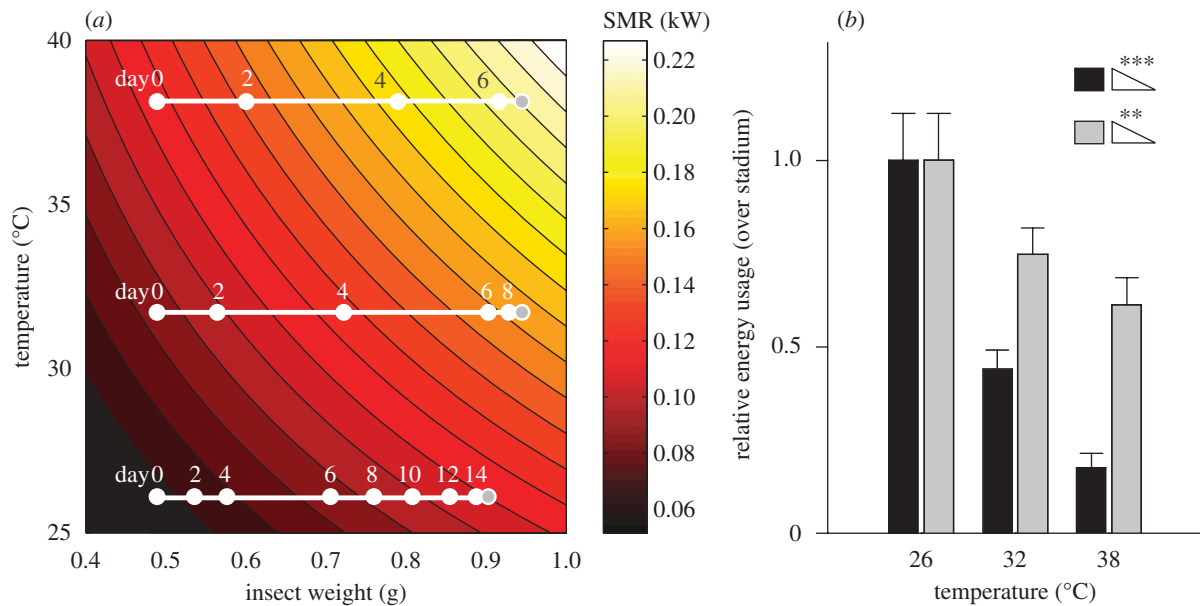 (a)
SMR (kW)
40
35
30
25
temperature (°C)
day0 2 4 6
day0 2 4 6 8
day0 2 4 6 8 10 12 14
0.4 0.5 0.6 0.7 0.8 0.9 1.0
insect weight (g)
0.22
0.20
0.18
0.16
0.14
0.12
0.10
0.08
0.06
(b)
***
**
1.0
0.5
0
relative energy usage (over stadium)
26 32 38
temperature (°C)